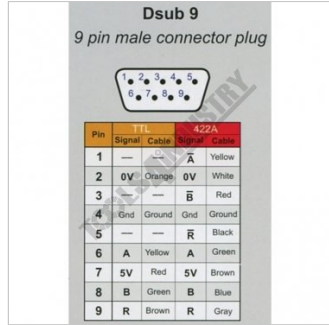 Dsub 9
9 pin male connector plug
1 2 3 4 5
6 7 8 9
TTL 422A
Pin Signal Cable Signal Cable
1 — — A̅ Yellow
2 0V Orange 0V White
3 — — B̅ Red
4 Gnd Ground Gnd Ground
5 — — R̅ Black
6 A Yellow A Green
7 5V Red 5V Brown
8 B Green B Blue
9 R Brown R Gray
TOOLS4INDUSTRY